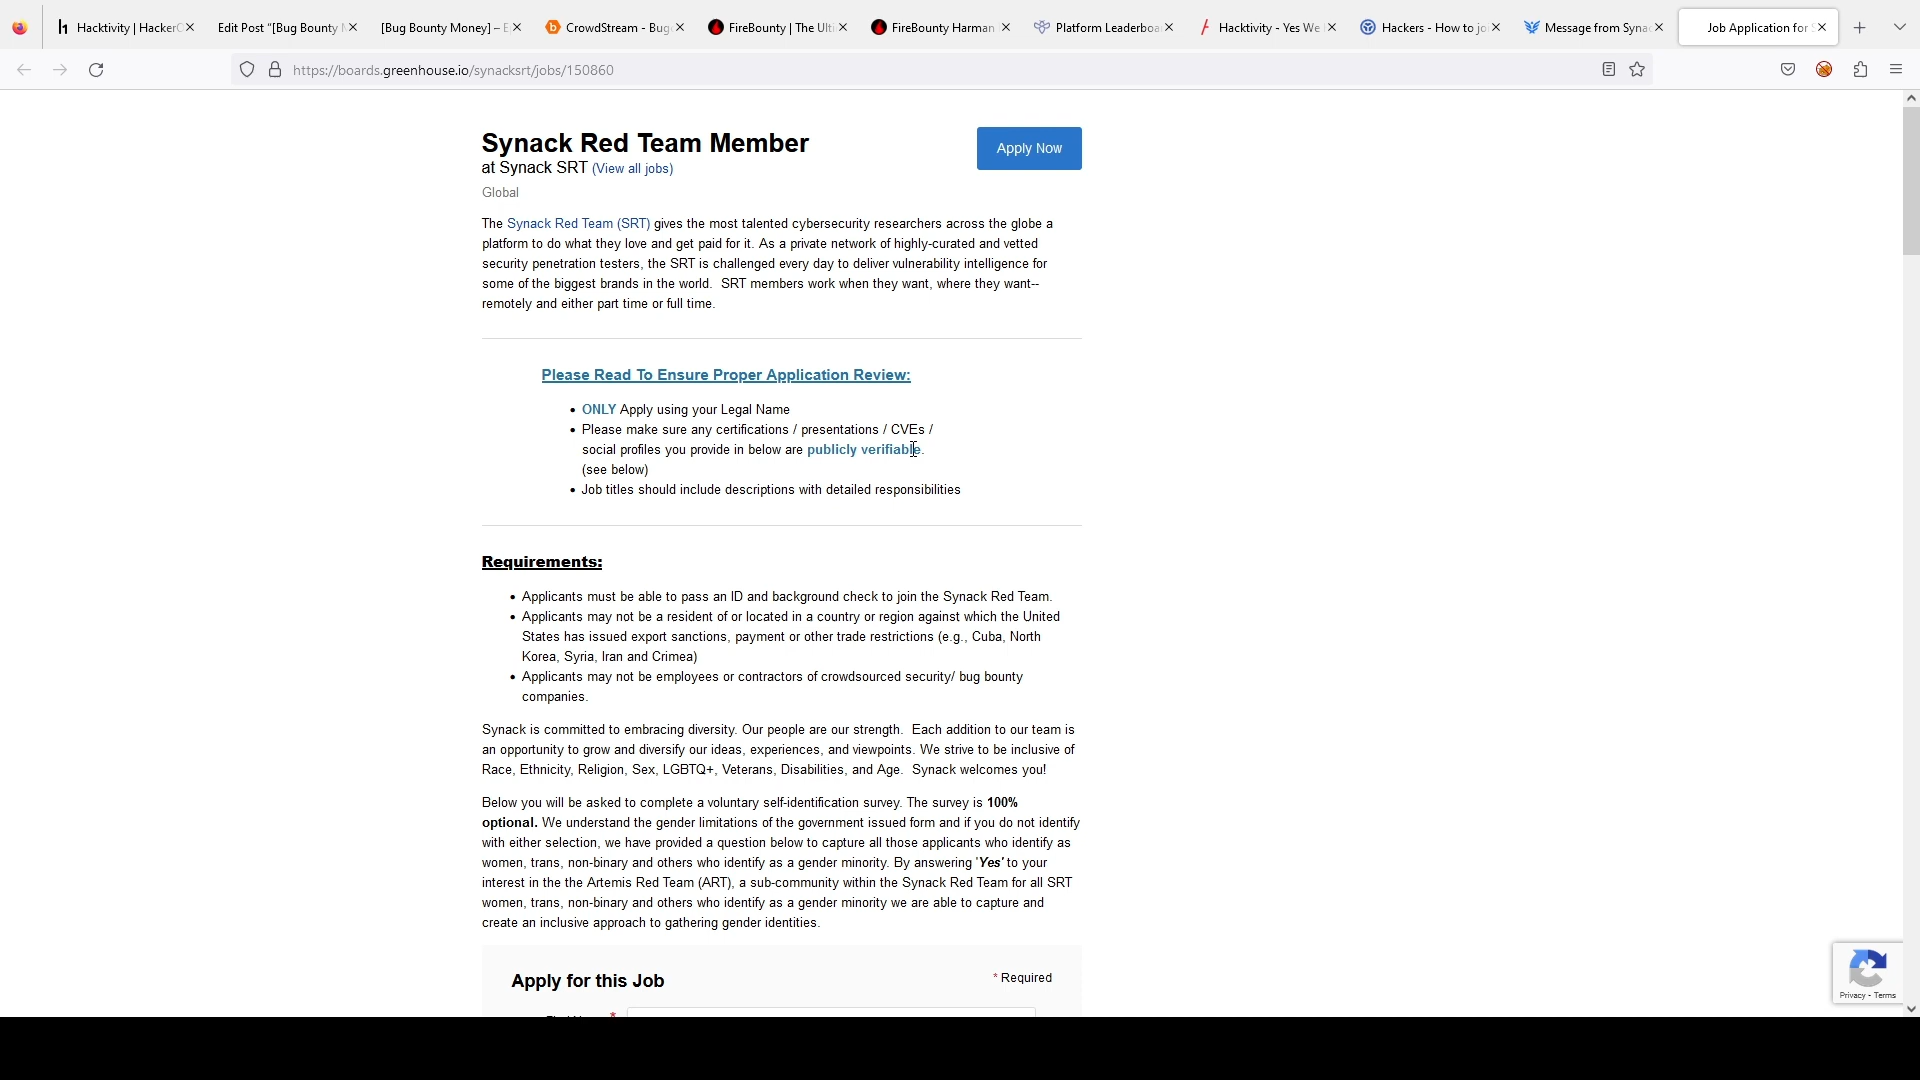 Hacktivity | HackerO
Edit Post "[Bug Bounty M
[Bug Bounty Money] – E
CrowdStream - Bug
FireBounty | The Ulti
FireBounty Harman
Platform Leaderboa
Hacktivity - Yes We
Hackers - How to joi
Message from Synac
Job Application for S
https://boards.greenhouse.io/synacksrt/jobs/150860
Synack Red Team Member
Apply Now
at Synack SRT (View all jobs)
Global
The Synack Red Team (SRT) gives the most talented cybersecurity researchers across the globe a
platform to do what they love and get paid for it. As a private network of highly-curated and vetted
security penetration testers, the SRT is challenged every day to deliver vulnerability intelligence for
some of the biggest brands in the world.  SRT members work when they want, where they want--
remotely and either part time or full time.
Please Read To Ensure Proper Application Review:
• ONLY Apply using your Legal Name
• Please make sure any certifications / presentations / CVEs /
social profiles you provide in below are publicly verifiable.
(see below)
• Job titles should include descriptions with detailed responsibilities
Requirements:
• Applicants must be able to pass an ID and background check to join the Synack Red Team.
• Applicants may not be a resident of or located in a country or region against which the United
States has issued export sanctions, payment or other trade restrictions (e.g., Cuba, North
Korea, Syria, Iran and Crimea)
• Applicants may not be employees or contractors of crowdsourced security/ bug bounty
companies.
Synack is committed to embracing diversity. Our people are our strength.  Each addition to our team is
an opportunity to grow and diversify our ideas, experiences, and viewpoints. We strive to be inclusive of
Race, Ethnicity, Religion, Sex, LGBTQ+, Veterans, Disabilities, and Age.  Synack welcomes you!
Below you will be asked to complete a voluntary self-identification survey. The survey is 100%
optional. We understand the gender limitations of the government issued form and if you do not identify
with either selection, we have provided a question below to capture all those applicants who identify as
women, trans, non-binary and others who identify as a gender minority. By answering 'Yes' to your
interest in the the Artemis Red Team (ART), a sub-community within the Synack Red Team for all SRT
women, trans, non-binary and others who identify as a gender minority we are able to capture and
create an inclusive approach to gathering gender identities.
Apply for this Job
* Required
Privacy - Terms